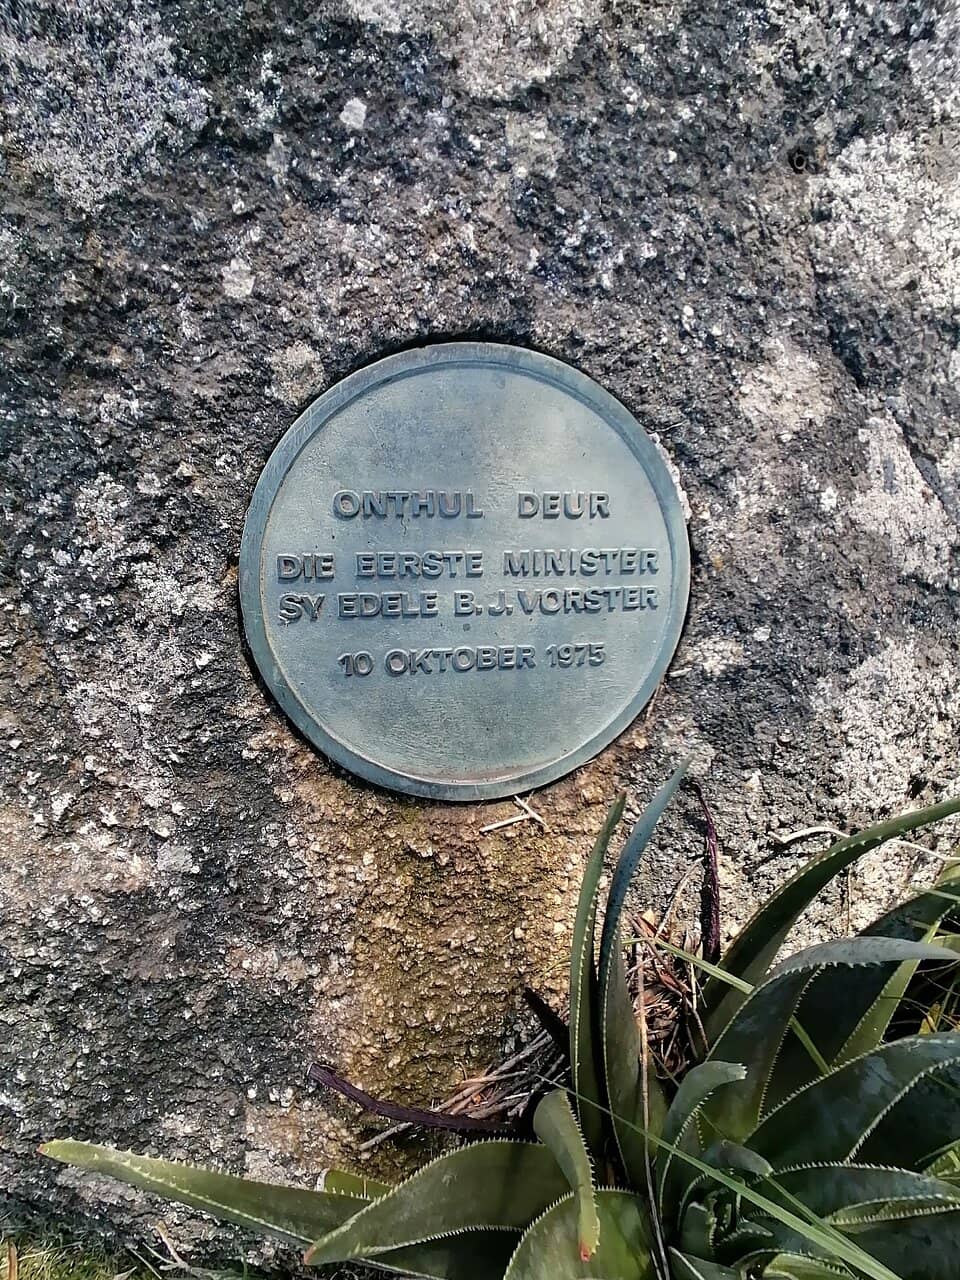 ONTHUL DEUR
DIE EERSTE MINISTER
SY EDELE B.J.VORSTER
10 OKTOBER 1975